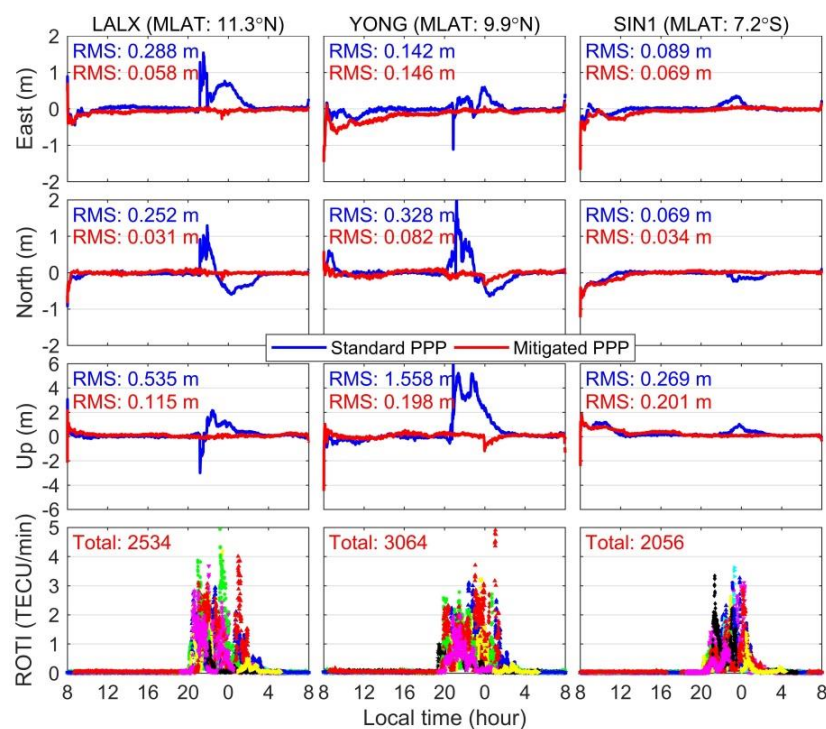 LALX (MLAT: 11.3°N) YONG (MLAT: 9.9°N) SIN1 (MLAT: 7.2°S)
East (m)
2
1
0
-1
-2
RMS: 0.288 m RMS: 0.142 m RMS: 0.089 m
RMS: 0.058 m RMS: 0.146 m RMS: 0.069 m
North (m)
2
1
0
-1
-2
RMS: 0.252 m RMS: 0.328 m RMS: 0.069 m
RMS: 0.031 m RMS: 0.082 m RMS: 0.034 m
Standard PPP Mitigated PPP
Up (m)
6
4
2
0
-2
-4
-6
RMS: 0.535 m RMS: 1.558 m RMS: 0.269 m
RMS: 0.115 m RMS: 0.198 m RMS: 0.201 m
ROTI (TECU/min)
5
4
3
2
1
0
Total: 2534 Total: 3064 Total: 2056
8 12 16 20 0 4 8 12 16 20 0 4 8 12 16 20 0 4 8
Local time (hour)